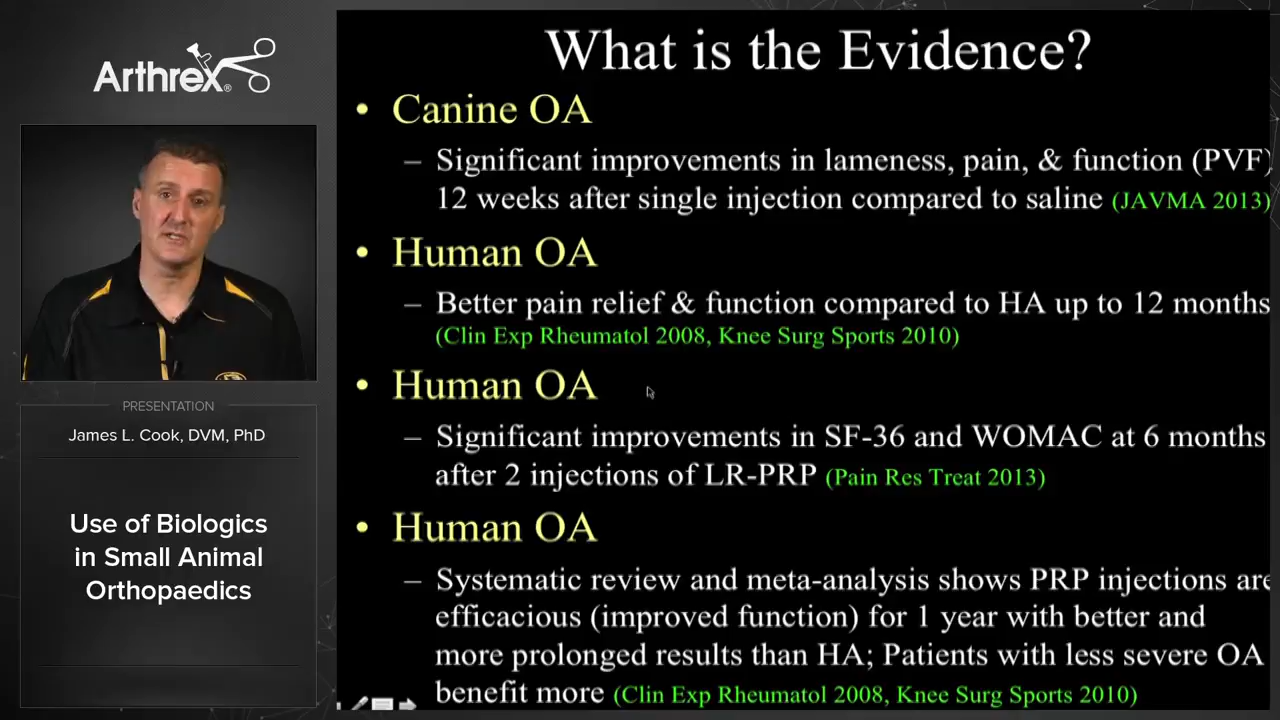 Arthrex®
PRESENTATION
James L. Cook, DVM, PhD
Use of Biologics
in Small Animal
Orthopaedics
What is the Evidence?
• Canine OA
– Significant improvements in lameness, pain, & function (PVF)
12 weeks after single injection compared to saline (JAVMA 2013)
• Human OA
– Better pain relief & function compared to HA up to 12 months
(Clin Exp Rheumatol 2008, Knee Surg Sports 2010)
• Human OA
– Significant improvements in SF-36 and WOMAC at 6 months
after 2 injections of LR-PRP (Pain Res Treat 2013)
• Human OA
– Systematic review and meta-analysis shows PRP injections are
efficacious (improved function) for 1 year with better and
more prolonged results than HA; Patients with less severe OA
benefit more (Clin Exp Rheumatol 2008, Knee Surg Sports 2010)